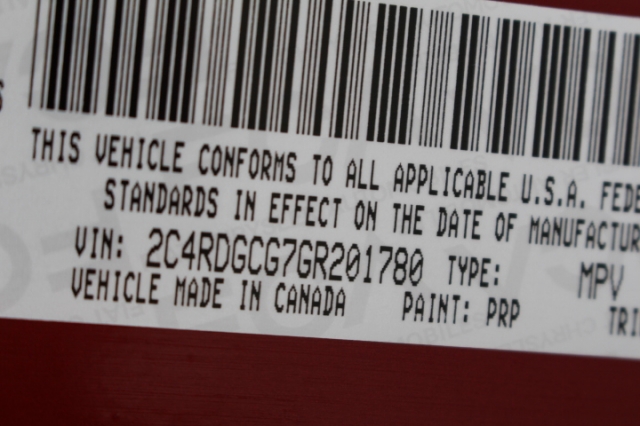 THIS VEHICLE CONFORMS TO ALL APPLICABLE U.S.A. FEDE
STANDARDS IN EFFECT ON THE DATE OF MANUFACTUR
VIN: 2C4RDGCG7GR201780 TYPE: MPV
VEHICLE MADE IN CANADA PAINT: PRP TRI